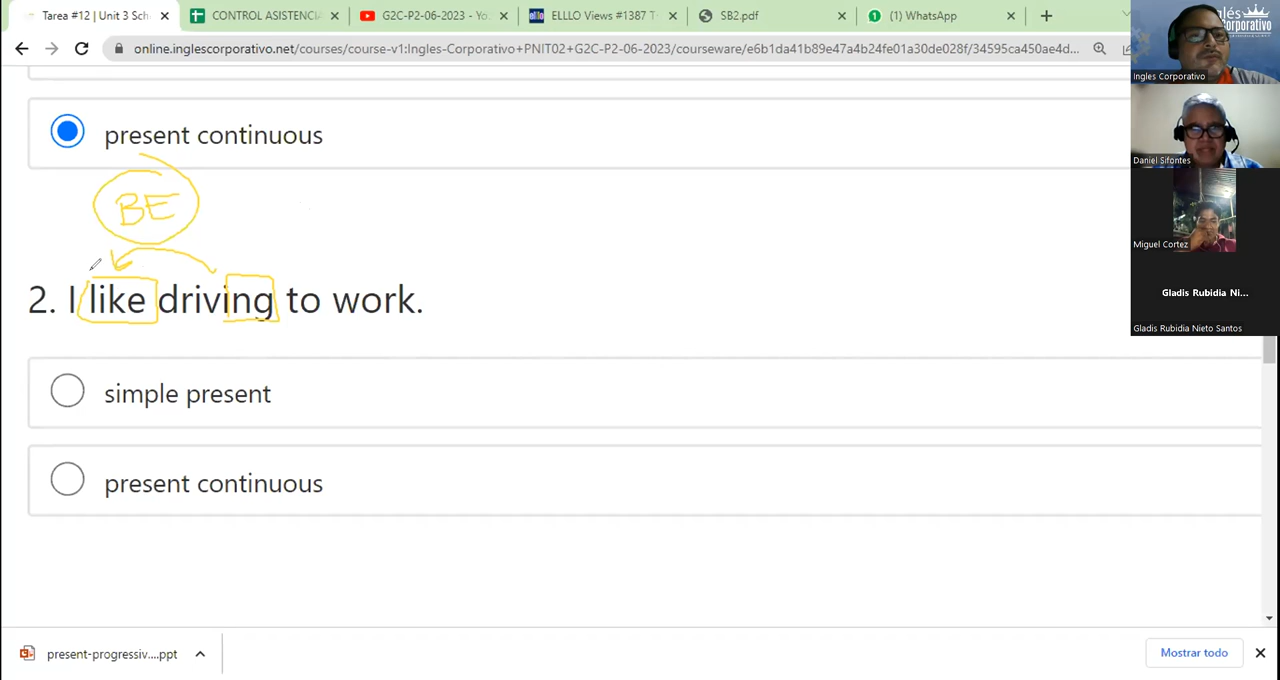 Tarea #12 | Unit 3 Sch
CONTROL ASISTENCIA
G2C-P2-06-2023 - Yo
ELLLO Views #1387 T
SB2.pdf
(1) WhatsApp
online.inglescorporativo.net/courses/course-v1:Ingles-Corporativo+PNIT02+G2C-P2-06-2023/courseware/e6b1da41b89e47a4b24fe01a30de028f/34595ca450ae4d...
Ingles Corporativo
Daniel Sifontes
Miguel Cortez
Gladis Rubidia Ni...
Gladis Rubidia Nieto Santos
present continuous
BE
2. I like driving to work.
simple present
present continuous
present-progressiv....ppt
Mostrar todo